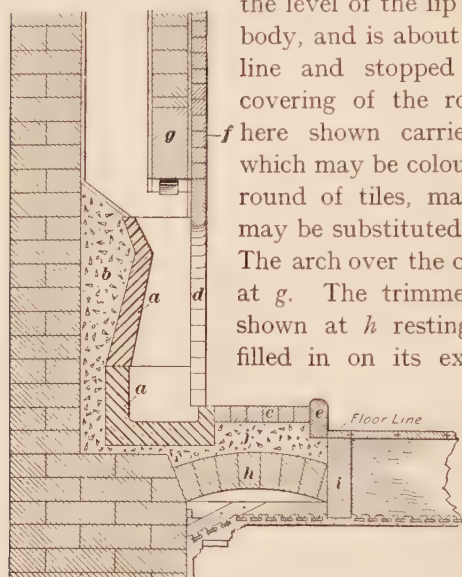 the level of the lip
body, and is about
line and stopped
covering of the ro
here shown carrie
which may be colou
round of tiles, ma
may be substituted
The arch over the c
at g. The trimme
shown at h resting
filled in on its ex
g
f
b
a
d
a
c
e
Floor Line
j
h
i